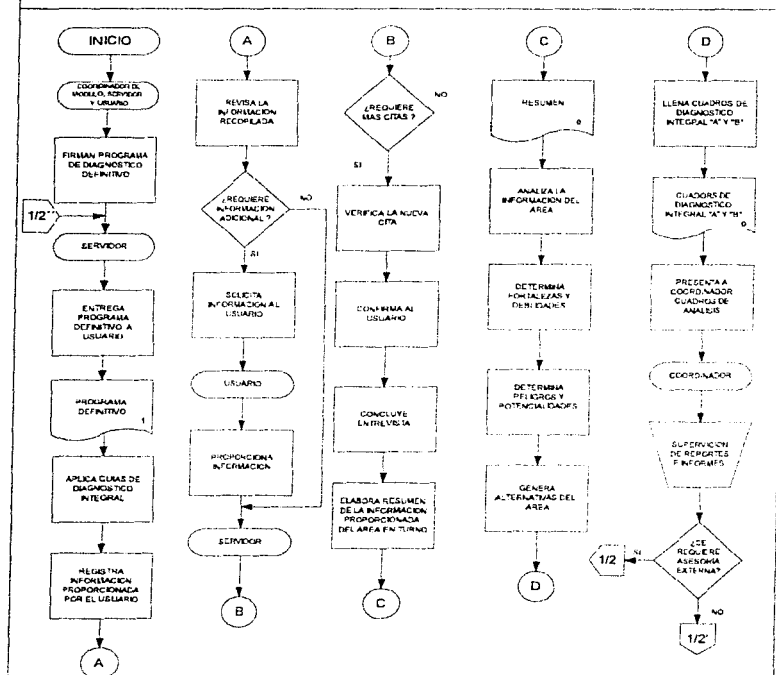 INICIO
COORDINADOR DE
MODULO, SERVIDOR
Y USUARIO
FIRMAN PROGRAMA
DE DIAGNOSTICO
DEFINITIVO
1/2''
SERVIDOR
ENTREGA
PROGRAMA
DEFINITIVO A
USUARIO
PROGRAMA
DEFINITIVO
1
APLICA GUIAS DE
DIAGNOSTICO
INTEGRAL
REGISTRA
INFORMACION
PROPORCIONADA
POR EL USUARIO
A
A
REVISA LA
INFORMACION
RECOPILADA
¿REQUIERE
INFORMACION
ADICIONAL?
NO
SI
SOLICITA
INFORMACION AL
USUARIO
USUARIO
PROPORCIONA
INFORMACION
SERVIDOR
B
B
¿REQUIERE
MAS CITAS ?
NO
SI
VERIFICA LA NUEVA
CITA
CONFIRMA AL
USUARIO
CONCLUYE
ENTREVISTA
ELABORA RESUMEN
DE LA INFORMACION
PROPORCIONADA
DEL AREA EN TURNO
C
C
RESUMEN
0
ANALIZA LA
INFORMACION DEL
AREA
DETERMINA
FORTALEZAS Y
DEBILIDADES
DETERMINA
PELIGROS Y
POTENCIALIDADES
GENERA
ALTERNATIVAS DEL
AREA
D
D
LLENA CUADROS DE
DIAGNOSTICO
INTEGRAL "A" Y "B"
CUADORS DE
DIAGNOSTICO
INTEGRAL "A" Y "B"
0
PRESENTA A
COORDINADOR
CUADROS DE
ANALISIS
COORDINADOR
SUPERVICION
DE REPORTES
E INFORMES
¿SE
REQUIERE
ASESORÍA
EXTERNA?
SI
1/2
NO
1/2'